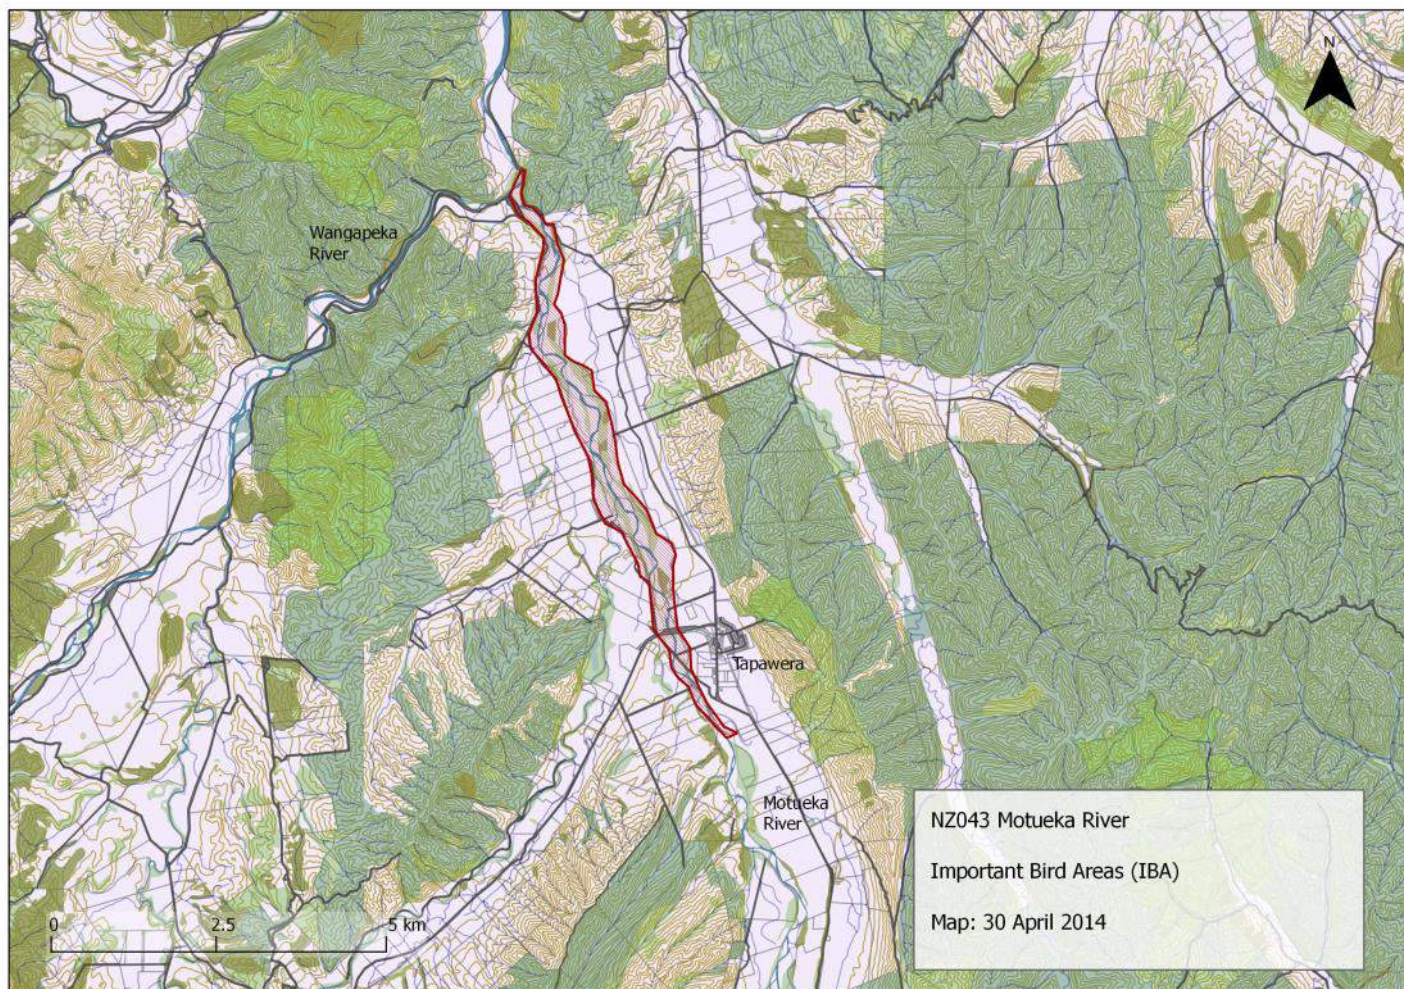 N
Wangapeka
River
Tapawera
Motueka
River
NZ043 Motueka River
Important Bird Areas (IBA)
Map: 30 April 2014
0 2.5 5 km